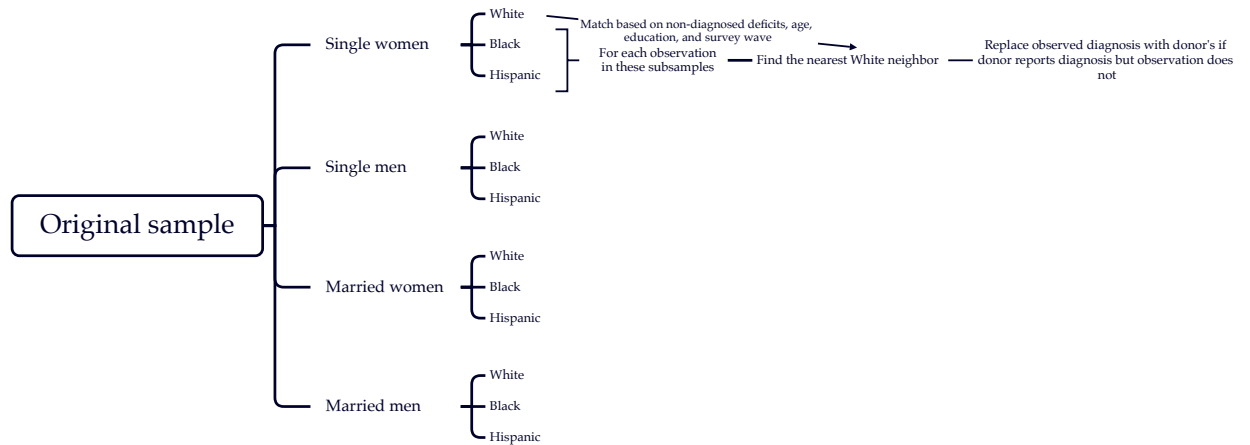 Original sample
Single women
White
Black
Hispanic
Match based on non-diagnosed deficits, age,
education, and survey wave
For each observation
in these subsamples
Find the nearest White neighbor
Replace observed diagnosis with donor's if
donor reports diagnosis but observation does
not
Single men
White
Black
Hispanic
Married women
White
Black
Hispanic
Married men
White
Black
Hispanic